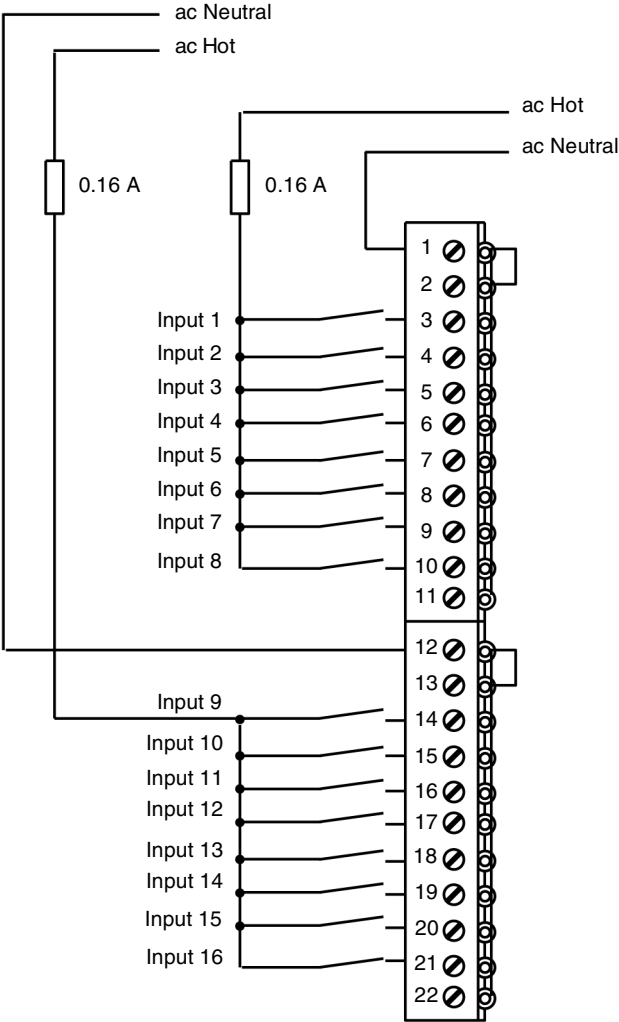 ac Neutral
ac Hot
ac Hot
ac Neutral
0.16 A
0.16 A
1
2
Input 1
3
Input 2
4
Input 3
5
Input 4
6
Input 5
7
Input 6
8
Input 7
9
Input 8
10
11
12
13
Input 9
14
Input 10
15
Input 11
16
Input 12
17
Input 13
18
Input 14
19
Input 15
20
Input 16
21
22